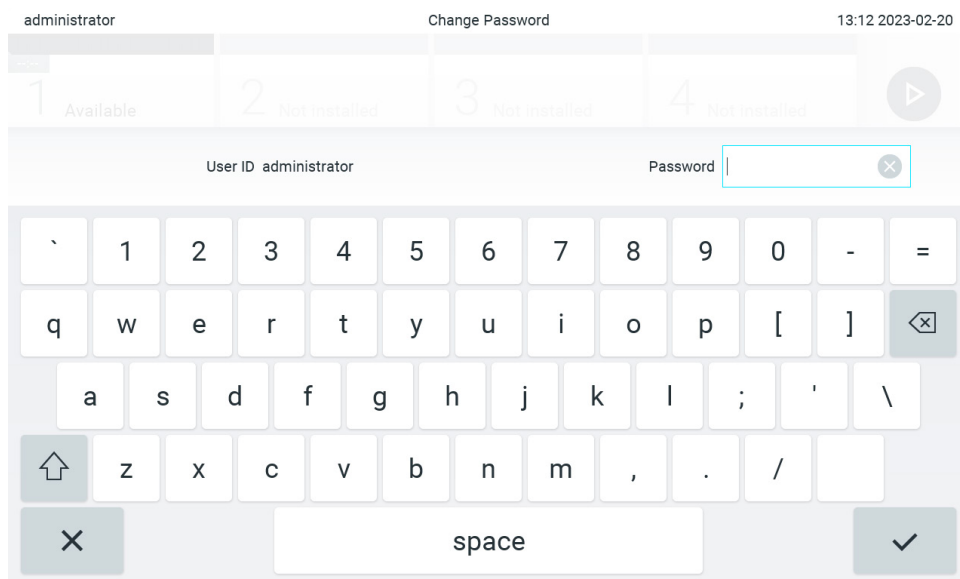 administrator Change Password 13:12 2023-02-20
1 Available 2 Not installed 3 Not installed 4 Not installed
User ID administrator Password
` 1 2 3 4 5 6 7 8 9 0 - =
q w e r t y u i o p [ ]
a s d f g h j k l ; ' \
z x c v b n m , . /
space